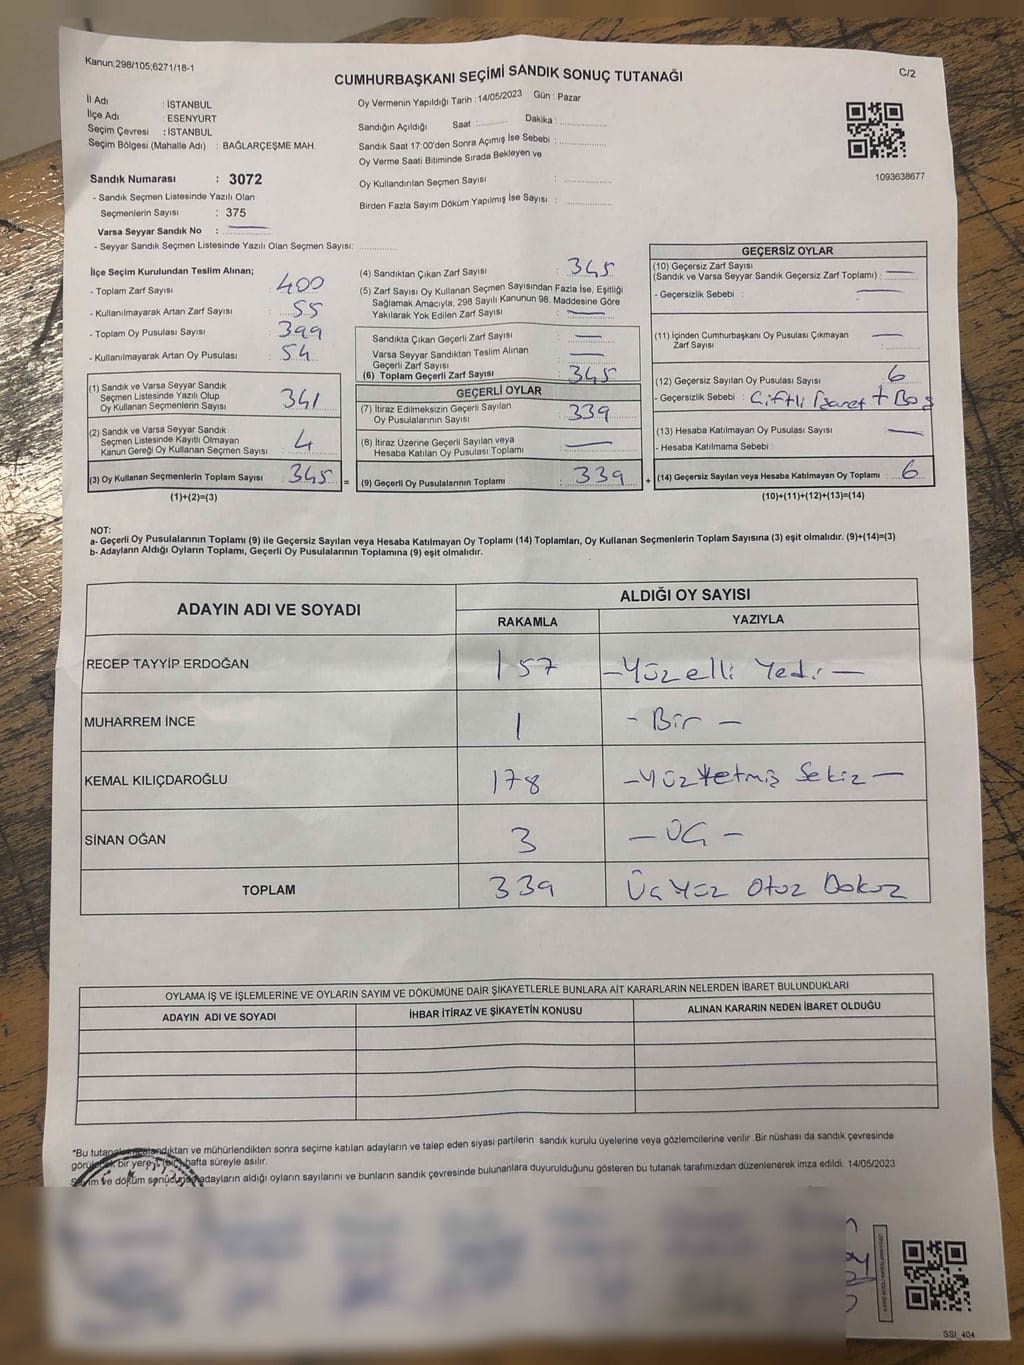 Kanun;298/105;6271/18-1
CUMHURBAŞKANI SEÇİMİ SANDIK SONUÇ TUTANAĞI
C/2
İl Adı : İSTANBUL
İlçe Adı : ESENYURT
Seçim Çevresi : İSTANBUL
Seçim Bölgesi (Mahalle Adı) : BAĞLARÇEŞME MAH.
Sandık Numarası : 3072
- Sandık Seçmen Listesinde Yazılı Olan
Seçmenlerin Sayısı : 375
Varsa Seyyar Sandık No : —
- Seyyar Sandık Seçmen Listesinde Yazılı Olan Seçmen Sayısı: ............
Oy Vermenin Yapıldığı Tarih : 14/05/2023 Gün : Pazar
Sandığın Açıldığı Saat :......... Dakika :..............
Sandık Saat 17:00'den Sonra Açımış İse Sebebi :..............
Oy Verme Saati Bitiminde Sırada Bekleyen ve
Oy Kullandırılan Seçmen Sayısı : ..............
Birden Fazla Sayım Döküm Yapılmış İse Sayısı : ..............
1093638677
İlçe Seçim Kurulundan Teslim Alınan;
- Toplam Zarf Sayısı : 400
- Kullanılmayarak Artan Zarf Sayısı : 55
- Toplam Oy Pusulası Sayısı : 399
- Kullanılmayarak Artan Oy Pusulası : 54
(1) Sandık ve Varsa Seyyar Sandık
Seçmen Listesinde Yazılı Olup
Oy Kullanan Seçmenlerin Sayısı : 341
(2) Sandık ve Varsa Seyyar Sandık
Seçmen Listesinde Kayıtlı Olmayan
Kanun Gereği Oy Kullanan Seçmen Sayısı : 4
(3) Oy Kullanan Seçmenlerin Toplam Sayısı : 345 =
(1)+(2)=(3)
(4) Sandıktan Çıkan Zarf Sayısı : 345
(5) Zarf Sayısı Oy Kullanan Seçmen Sayısından Fazla İse, Eşitliği
Sağlamak Amacıyla; 298 Sayılı Kanunun 98. Maddesine Göre
Yakılarak Yok Edilen Zarf Sayısı : —
Sandıkta Çıkan Geçerli Zarf Sayısı : —
Varsa Seyyar Sandıktan Teslim Alınan
Geçerli Zarf Sayısı : —
(6) Toplam Geçerli Zarf Sayısı : 345
GEÇERLİ OYLAR
(7) İtiraz Edilmeksizin Geçerli Sayılan
Oy Pusulalarının Sayısı : 339
(8) İtiraz Üzerine Geçerli Sayılan veya
Hesaba Katılan Oy Pusulası Toplamı : —
(9) Geçerli Oy Pusulalarının Toplamı : 339 +
GEÇERSİZ OYLAR
(10) Geçersiz Zarf Sayısı
(Sandık ve Varsa Seyyar Sandık Geçersiz Zarf Toplamı) : —
- Geçersizlik Sebebi : —
(11) İçinden Cumhurbaşkanı Oy Pusulası Çıkmayan
Zarf Sayısı : —
(12) Geçersiz Sayılan Oy Pusulası Sayısı : 6
- Geçersizlik Sebebi : Çiftli İşaret + Boş
(13) Hesaba Katılmayan Oy Pusulası Sayısı : —
- Hesaba Katılmama Sebebi :
(14) Geçersiz Sayılan veya Hesaba Katılmayan Oy Toplamı : 6
(10)+(11)+(12)+(13)=(14)
NOT:
a- Geçerli Oy Pusulalarının Toplamı (9) ile Geçersiz Sayılan veya Hesaba Katılmayan Oy Toplamı (14) Toplamları, Oy Kullanan Seçmenlerin Toplam Sayısına (3) eşit olmalıdır. (9)+(14)=(3)
b- Adayların Aldığı Oyların Toplamı, Geçerli Oy Pusulalarının Toplamına (9) eşit olmalıdır.
ADAYIN ADI VE SOYADI
ALDIĞI OY SAYISI
RAKAMLA YAZIYLA
RECEP TAYYİP ERDOĞAN 157 — Yüzelli Yedi —
MUHARREM İNCE 1 - Bir -
KEMAL KILIÇDAROĞLU 178 — Yüzyetmiş Sekiz —
SİNAN OĞAN 3 — ÜÇ —
TOPLAM 339 Üç Yüz Otuz Dokuz
OYLAMA İŞ VE İŞLEMLERİNE VE OYLARIN SAYIM VE DÖKÜMÜNE DAİR ŞİKAYETLERLE BUNLARA AİT KARARLARIN NELERDEN İBARET BULUNDUKLARI
ADAYIN ADI VE SOYADI İHBAR İTİRAZ VE ŞİKAYETİN KONUSU ALINAN KARARIN NEDEN İBARET OLDUĞU
*Bu tutanak ve mühürlendikten sonra seçime katılan adayların ve talep eden siyasi partilerin sandık kurulu üyelerine veya gözlemcilerine verilir. Bir nüshası da sandık çevresinde
bir yere hafta süreyle asılır.
ve döküm sonucunda adayların aldığı oyların sayılarını ve bunların sandık çevresinde bulunanlara duyurulduğunu gösteren bu tutanak tarafımızdan düzenlenerek imza edildi. 14/05/2023
SSI_404